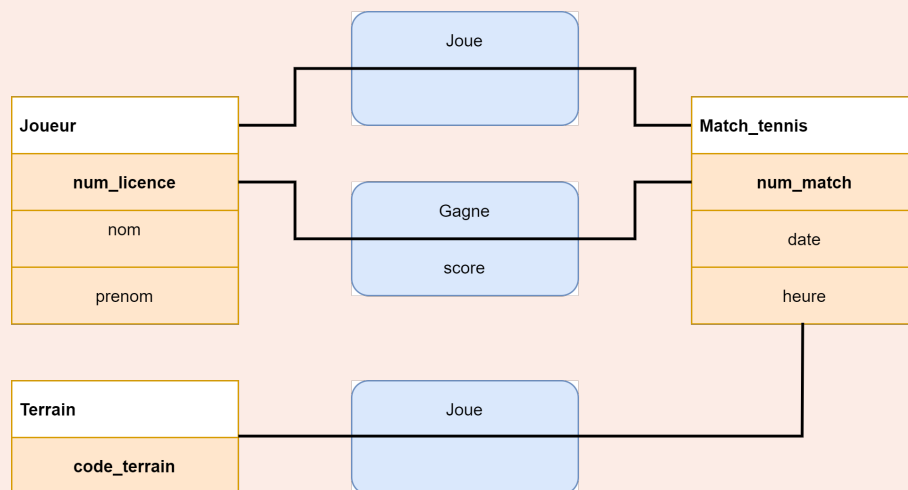 Joue
Joueur
num_licence
nom
prenom
Gagne
score
Match_tennis
num_match
date
heure
Terrain
code_terrain
Joue